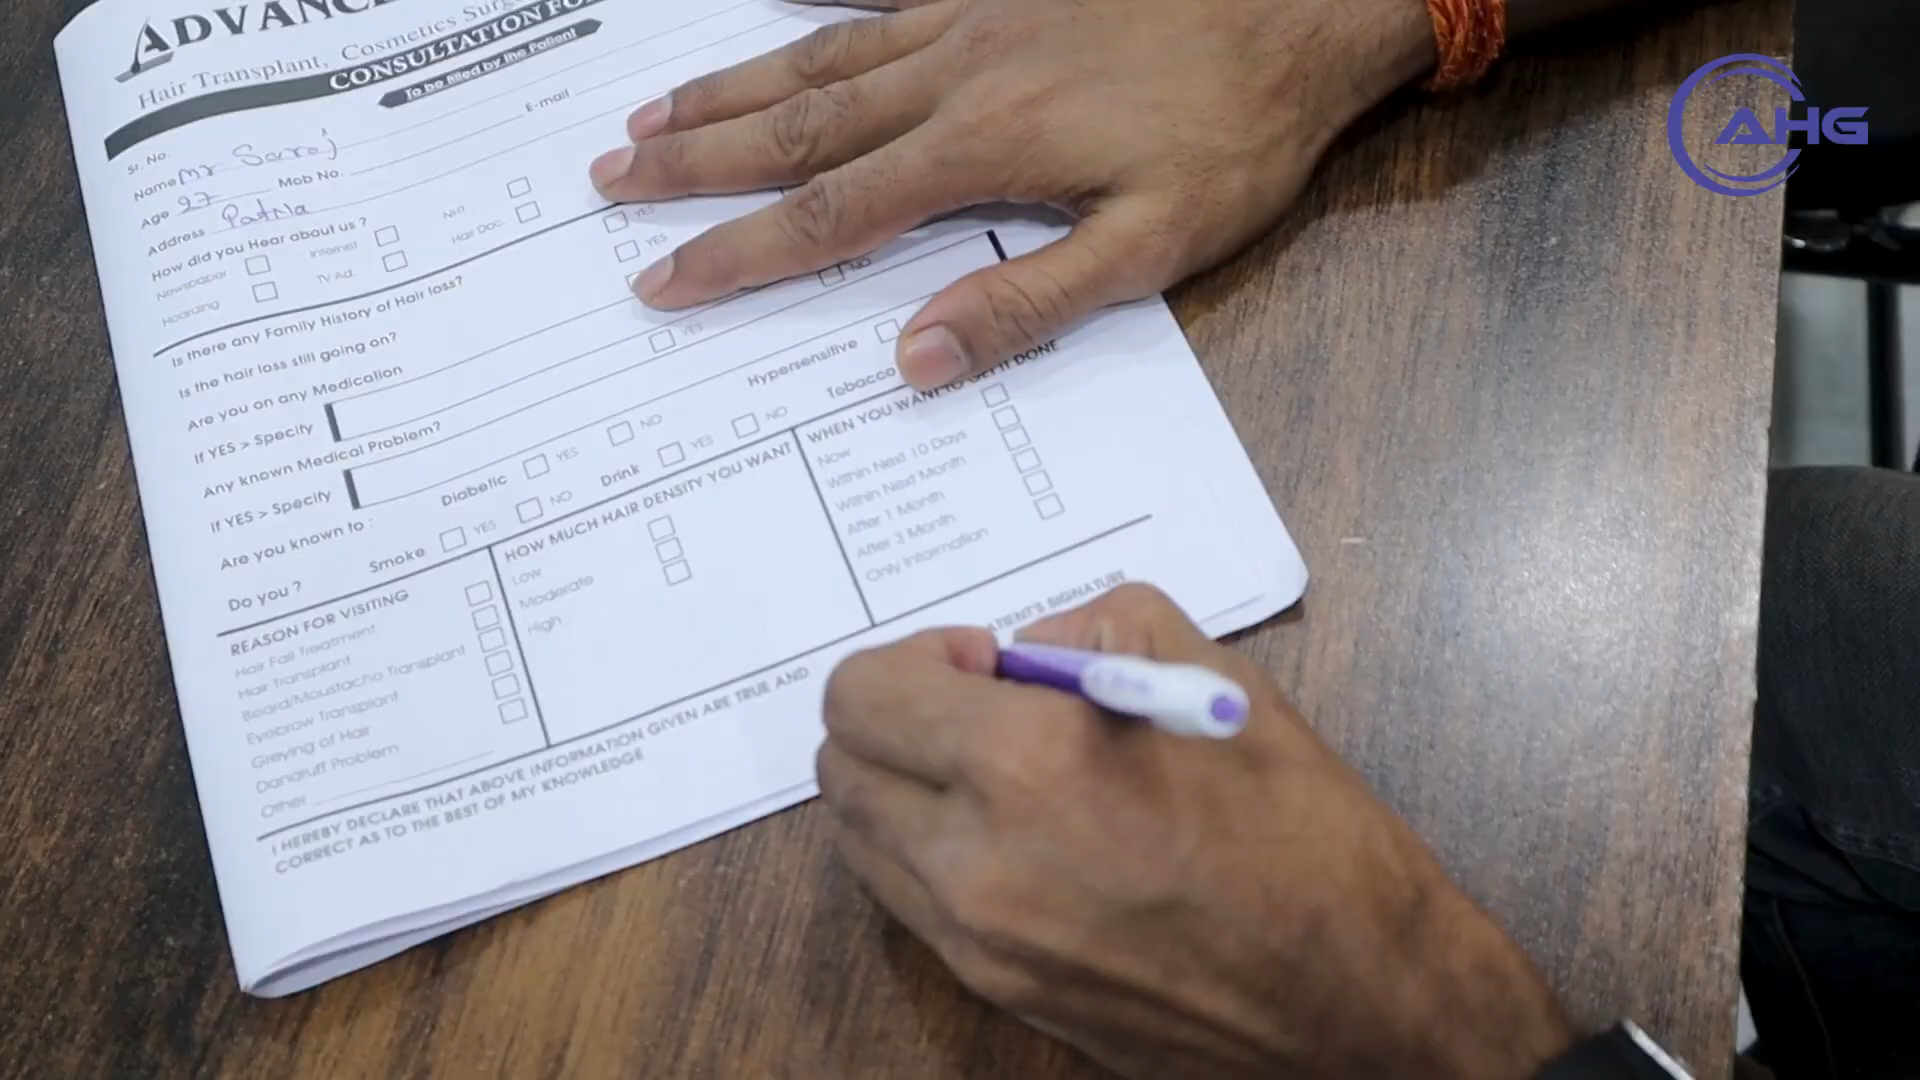 ADVANC
Hair Transplant, Cosmetics Surge
CONSULTATION FO
To be filled by the Patient
Sr. No.
Name Mr Saroj
Age 27 Mob No. E-mail
Address Patna
How did you Hear about us ?
Newspaper Internet NHT
Hoarding TV Ad. Hair Doc.
Is there any Family History of Hair loss? YES
Is the hair loss still going on? YES
Are you on any Medication
If YES > Specify YES NO
Any known Medical Problem?
If YES > Specify
Are you known to : Diabetic YES NO Hypersensitive
Do you ? Smoke YES NO Drink YES NO Tobacco
REASON FOR VISITING
Hair Fall Treatment
Hair Transplant
Beard/Moustache Transplant
Eyebrow Transplant
Greying of Hair
Dandruff Problem
Other
HOW MUCH HAIR DENSITY YOU WANT
Low
Moderate
High
WHEN YOU WANT TO GET IT DONE
Now
Within Next 10 Days
Within Next Month
After 1 Month
After 3 Month
Only Information
I HEREBY DECLARE THAT ABOVE INFORMATION GIVEN ARE TRUE AND
CORRECT AS TO THE BEST OF MY KNOWLEDGE
ATIENT'S SIGNATURE
AHG